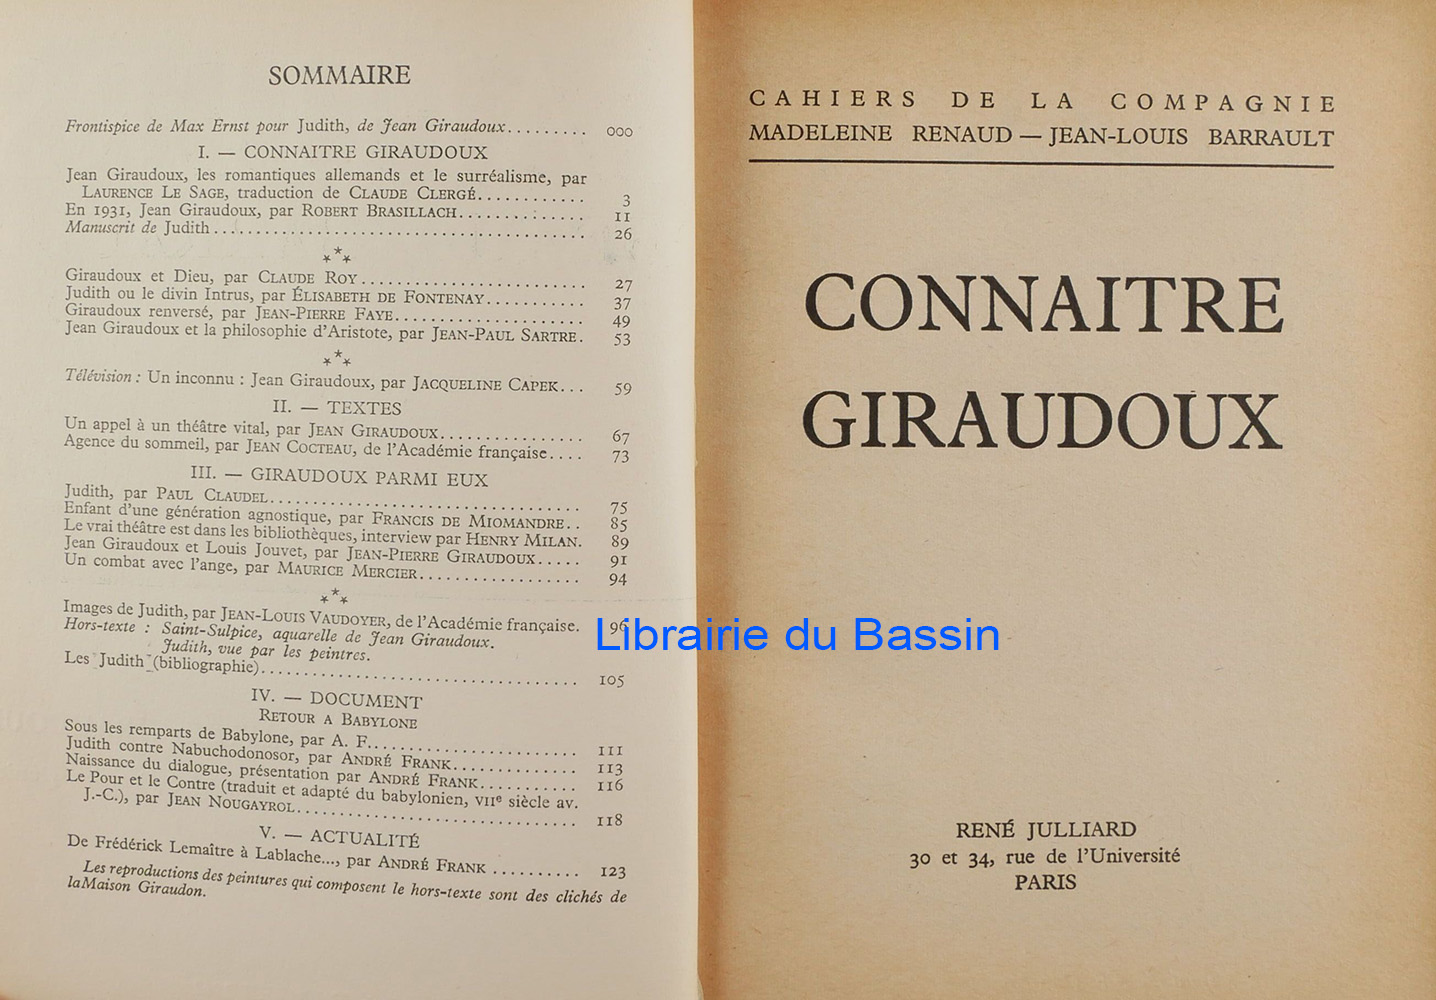 SOMMAIRE
Frontispice de Max Ernst pour Judith, de Jean Giraudoux......... 000
I. — CONNAITRE GIRAUDOUX
Jean Giraudoux, les romantiques allemands et le surréalisme, par
LAURENCE LE SAGE, traduction de CLAUDE CLERGÉ............ 3
En 1931, Jean Giraudoux, par ROBERT BRASILLACH............ 11
Manuscrit de Judith........................................ 26
***
Giraudoux et Dieu, par CLAUDE ROY......................... 27
Judith ou le divin Intrus, par ÉLISABETH DE FONTENAY........... 37
Giraudoux renversé, par JEAN-PIERRE FAYE..................... 49
Jean Giraudoux et la philosophie d'Aristote, par JEAN-PAUL SARTRE. 53
***
Télévision : Un inconnu : Jean Giraudoux, par JACQUELINE CAPEK... 59
II. — TEXTES
Un appel à un théâtre vital, par JEAN GIRAUDOUX................ 67
Agence du sommeil, par JEAN COCTEAU, de l'Académie française.... 73
III. — GIRAUDOUX PARMI EUX
Judith, par PAUL CLAUDEL................................... 75
Enfant d'une génération agnostique, par FRANCIS DE MIOMANDRE.. 85
Le vrai théâtre est dans les bibliothèques, interview par HENRY MILAN. 89
Jean Giraudoux et Louis Jouvet, par JEAN-PIERRE GIRAUDOUX..... 91
Un combat avec l'ange, par MAURICE MERCIER.................. 94
***
Images de Judith, par JEAN-LOUIS VAUDOYER, de l'Académie française. 96
Hors-texte : Saint-Sulpice, aquarelle de Jean Giraudoux.
Judith, vue par les peintres.
Les Judith (bibliographie)................................... 105
IV. — DOCUMENT
RETOUR A BABYLONE
Sous les remparts de Babylone, par A. F........................ 111
Judith contre Nabuchodonosor, par ANDRÉ FRANK.............. 113
Naissance du dialogue, présentation par ANDRÉ FRANK........... 116
Le Pour et le Contre (traduit et adapté du babylonien, VIIe siècle av.
J.-C.), par JEAN NOUGAYROL............................... 118
V. — ACTUALITÉ
De Frédérick Lemaître à Lablache..., par ANDRÉ FRANK .......... 123
Les reproductions des peintures qui composent le hors-texte sont des clichés de
la Maison Giraudon.
CAHIERS DE LA COMPAGNIE
MADELEINE RENAUD — JEAN-LOUIS BARRAULT
CONNAITRE
GIRAUDOUX
RENÉ JULLIARD
30 et 34, rue de l'Université
PARIS
Librairie du Bassin